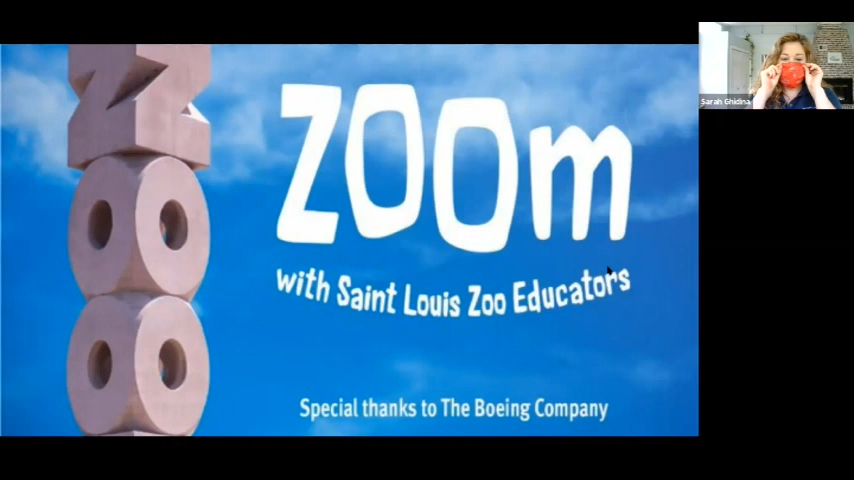 ZOO
ZOOm
with Saint Louis Zoo Educators
Special thanks to The Boeing Company
Sarah Ghidina